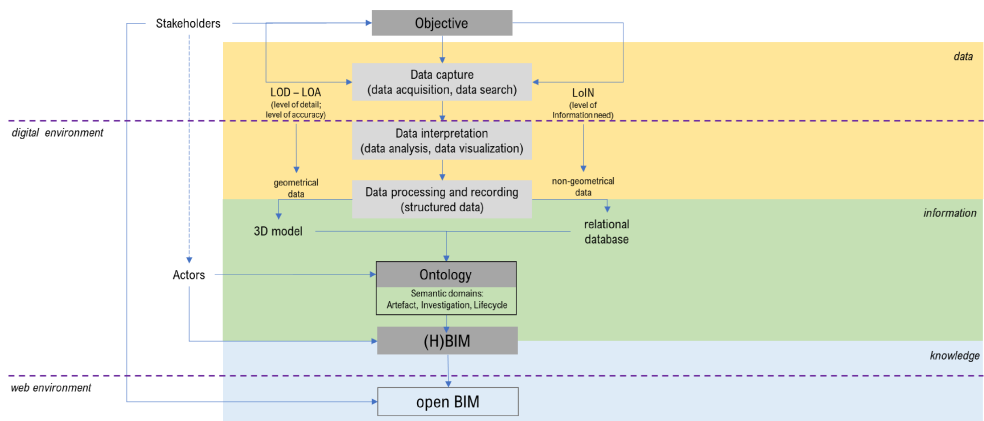 Stakeholders
Objective
data
Data capture
(data acquisition, data search)
LOD – LOA
(level of detail;
level of accuracy)
LoIN
(level of
Information need)
digital environment
Data interpretation
(data analysis, data visualization)
geometrical
data
non-geometrical
data
Data processing and recording
(structured data)
information
3D model
relational
database
Actors
Ontology
Semantic domains:
Artefact, Investigation, Lifecycle
(H)BIM
knowledge
web environment
open BIM